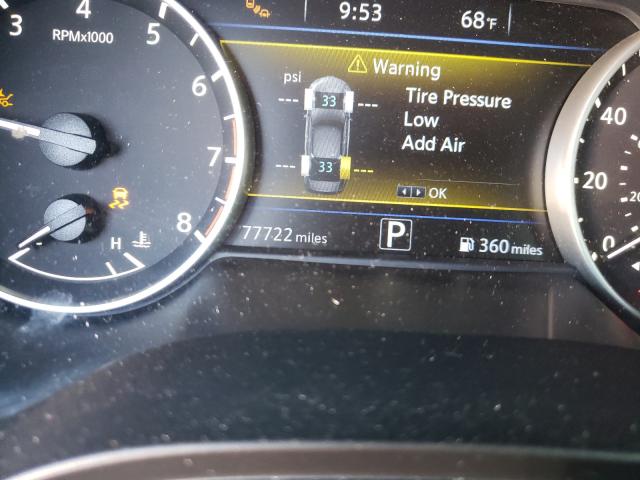 9:53
68°F
3
4
5
6
7
8
RPMx1000
Warning
psi
--- 33 ---
Tire Pressure
Low
Add Air
--- 33 ---
OK
77722 miles
P
360 miles
H
40
20
0